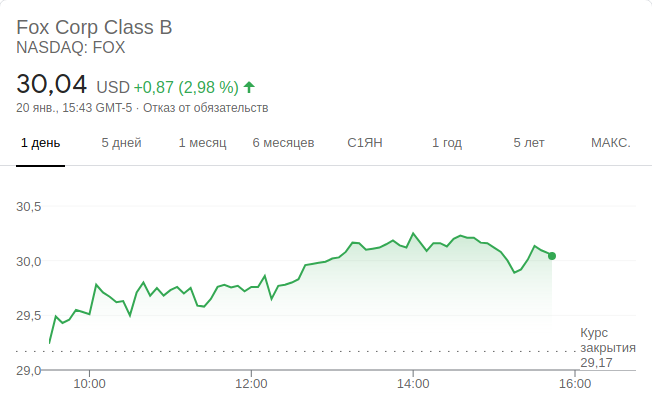 Fox Corp Class B
NASDAQ: FOX
30,04 USD +0,87 (2,98 %)
20 янв., 15:43 GMT-5 · Отказ от обязательств
1 день 5 дней 1 месяц 6 месяцев С1ЯН 1 год 5 лет МАКС.
30,5
30,0
29,5
29,0
Курс
закрытия
29,17
10:00 12:00 14:00 16:00